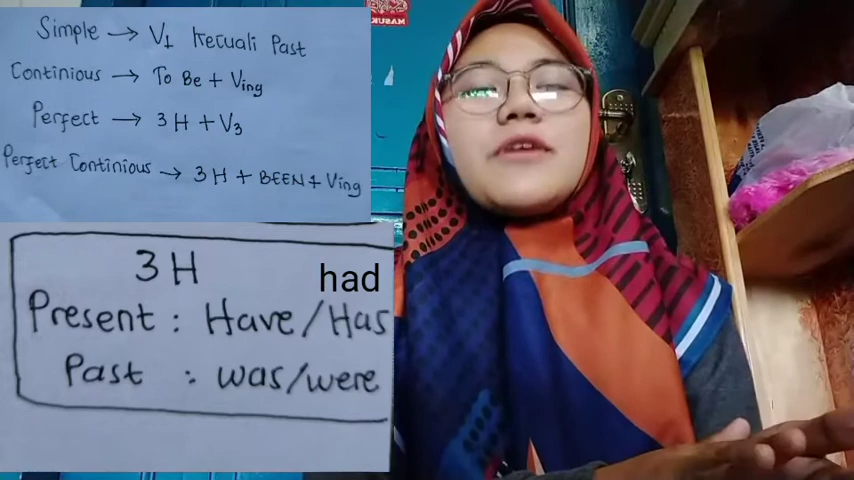 Simple → V1 Kecuali Past
Continious → To Be + Ving
Perfect → 3 H + V3
Perfect Continious → 3 H + BEEN + Ving
3 H
had
Present : Have/Has
Past : was/were
MASUK